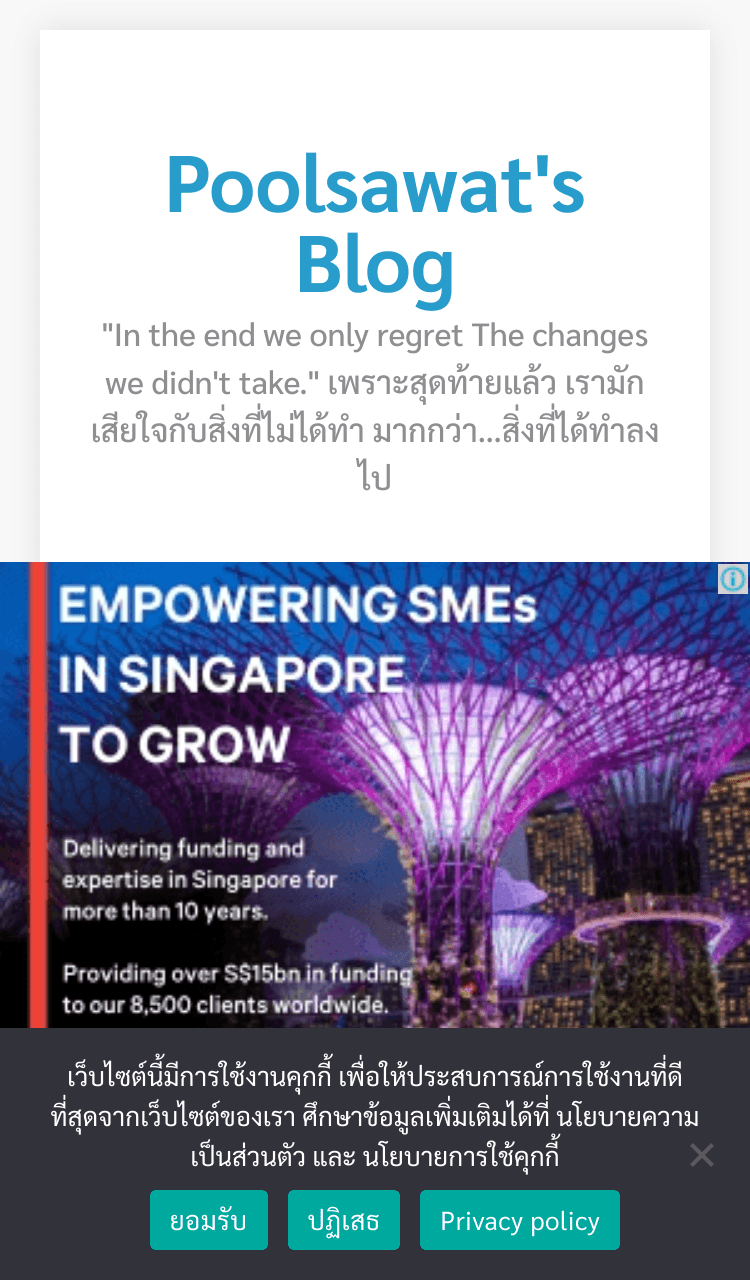 Poolsawat's
Blog
"In the end we only regret The changes
we didn't take." เพราะสุดท้ายแล้ว เรามัก
เสียใจกับสิ่งที่ไม่ได้ทำ มากกว่า...สิ่งที่ได้ทำลง
ไป
EMPOWERING SMEs
IN SINGAPORE
TO GROW
Delivering funding and
expertise in Singapore for
more than 10 years.
Providing over S$15bn in funding
to our 8,500 clients worldwide.
เว็บไซต์นี้มีการใช้งานคุกกี้ เพื่อให้ประสบการณ์การใช้งานที่ดี
ที่สุดจากเว็บไซต์ของเรา ศึกษาข้อมูลเพิ่มเติมได้ที่ นโยบายความ
เป็นส่วนตัว และ นโยบายการใช้คุกกี้
ยอมรับ ปฏิเสธ Privacy policy